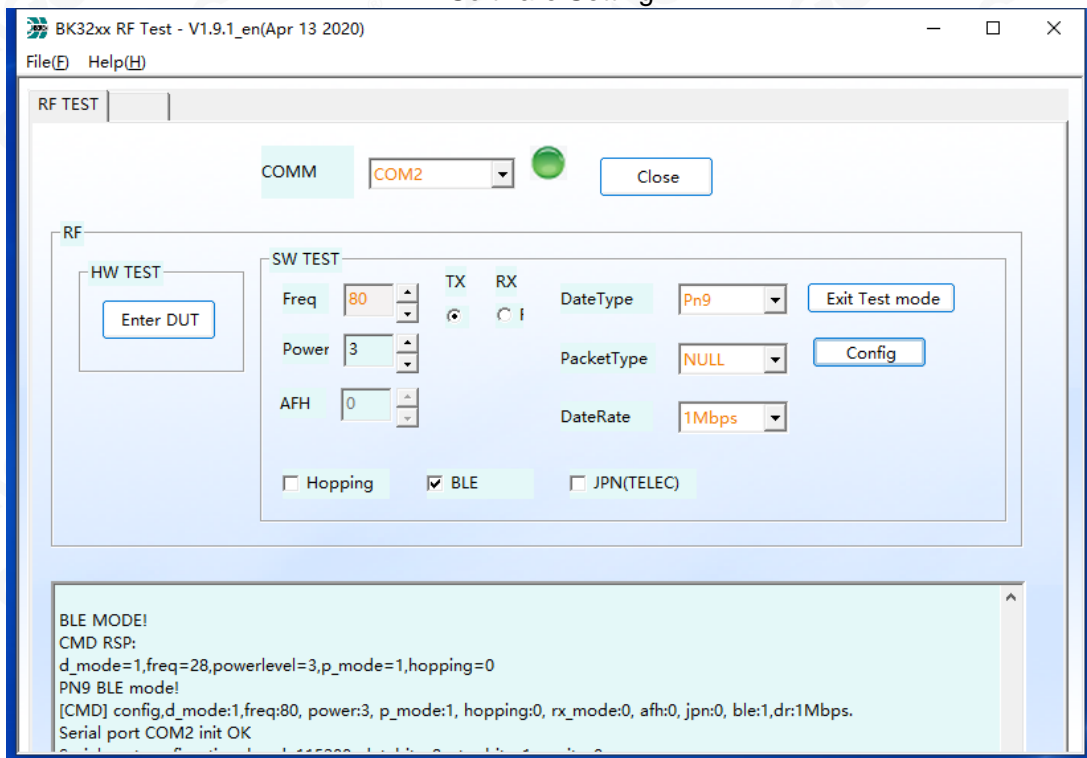 BK32xx RF Test - V1.9.1_en(Apr 13 2020)
File(F) Help(H)
RF TEST
COMM COM2 Close
RF
HW TEST
Enter DUT
SW TEST
TX RX
Freq 80
DateType Pn9 Exit Test mode
Power 3
PacketType NULL Config
AFH 0
DateRate 1Mbps
Hopping BLE JPN(TELEC)
BLE MODE!
CMD RSP:
d_mode=1,freq=28,powerlevel=3,p_mode=1,hopping=0
PN9 BLE mode!
[CMD] config,d_mode:1,freq:80, power:3, p_mode:1, hopping:0, rx_mode:0, afh:0, jpn:0, ble:1,dr:1Mbps.
Serial port COM2 init OK